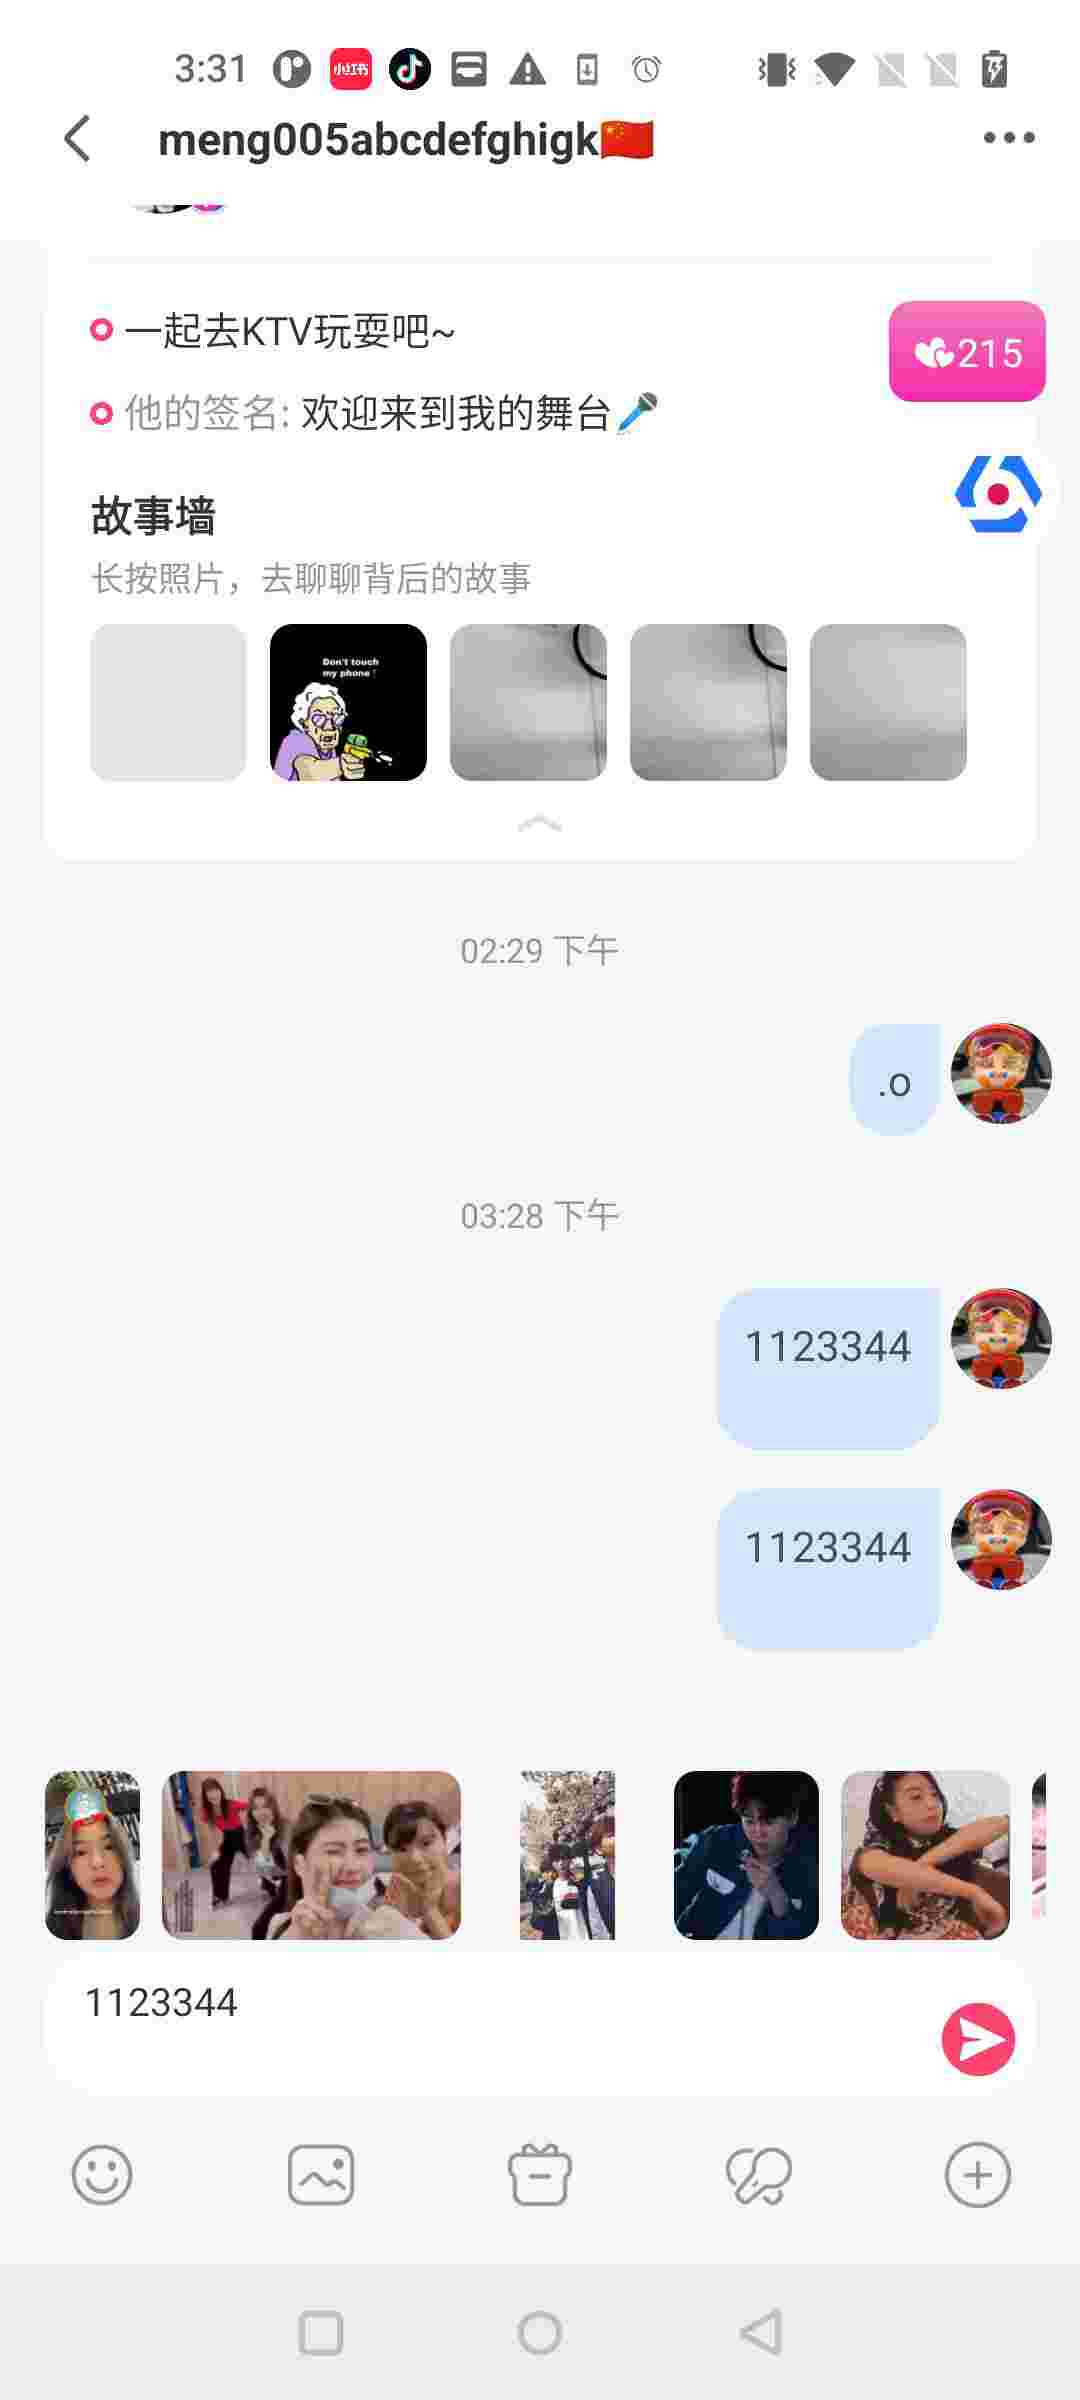 3:31
小红书
meng005abcdefghigk🇨🇳
一起去KTV玩耍吧~
215
他的签名: 欢迎来到我的舞台🎤
故事墙
长按照片，去聊聊背后的故事
Don't touch
my phone !
02:29 下午
.o
03:28 下午
1123344
1123344
1123344